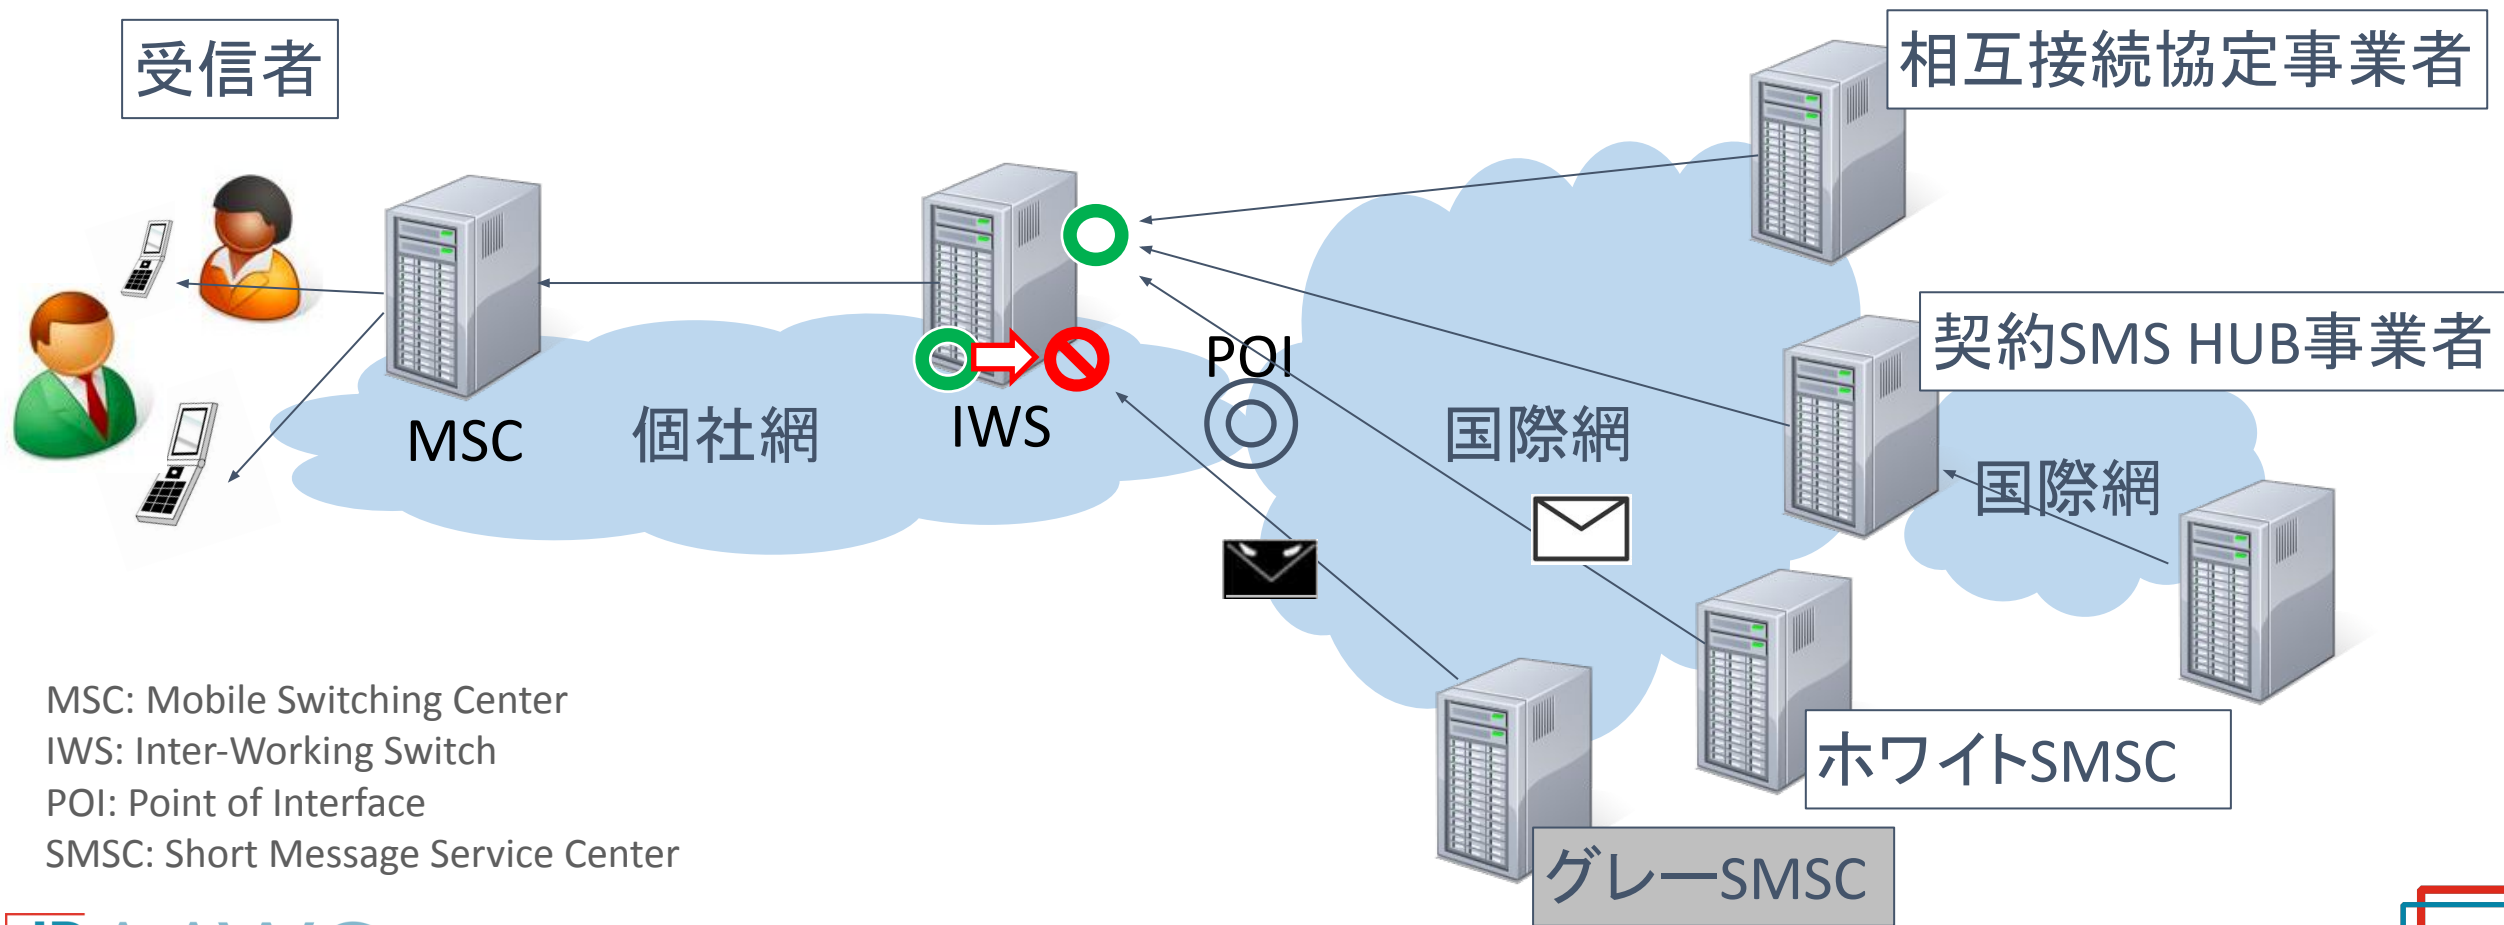 受信者
相互接続協定事業者
契約SMS HUB事業者
POI
MSC
個社網
IWS
国際網
国際網
ホワイトSMSC
グレーSMSC
MSC: Mobile Switching Center
IWS: Inter-Working Switch
POI: Point of Interface
SMSC: Short Message Service Center